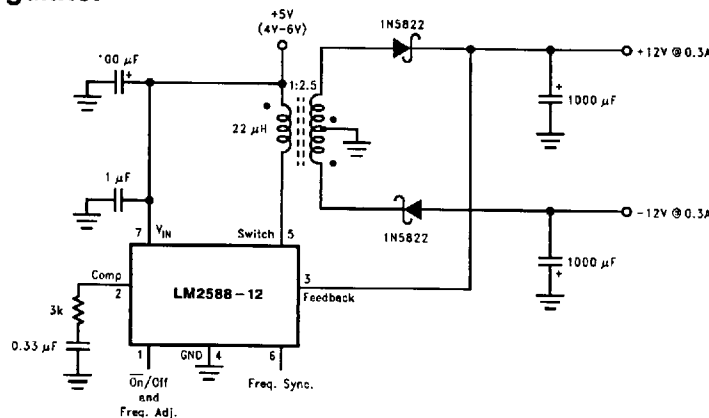 +5V
(4V-6V)
1N5822
+12V @ 0.3A
100 µF
+
1:2.5
+
1000 µF
22 µH
1 µF
-12V @ 0.3A
1N5822
7
VIN
Switch
5
1000 µF
+
Comp
2
LM2588-12
3
Feedback
3k
0.33 µF
1
GND
4
6
On/Off
and
Freq. Adj.
Freq. Sync.